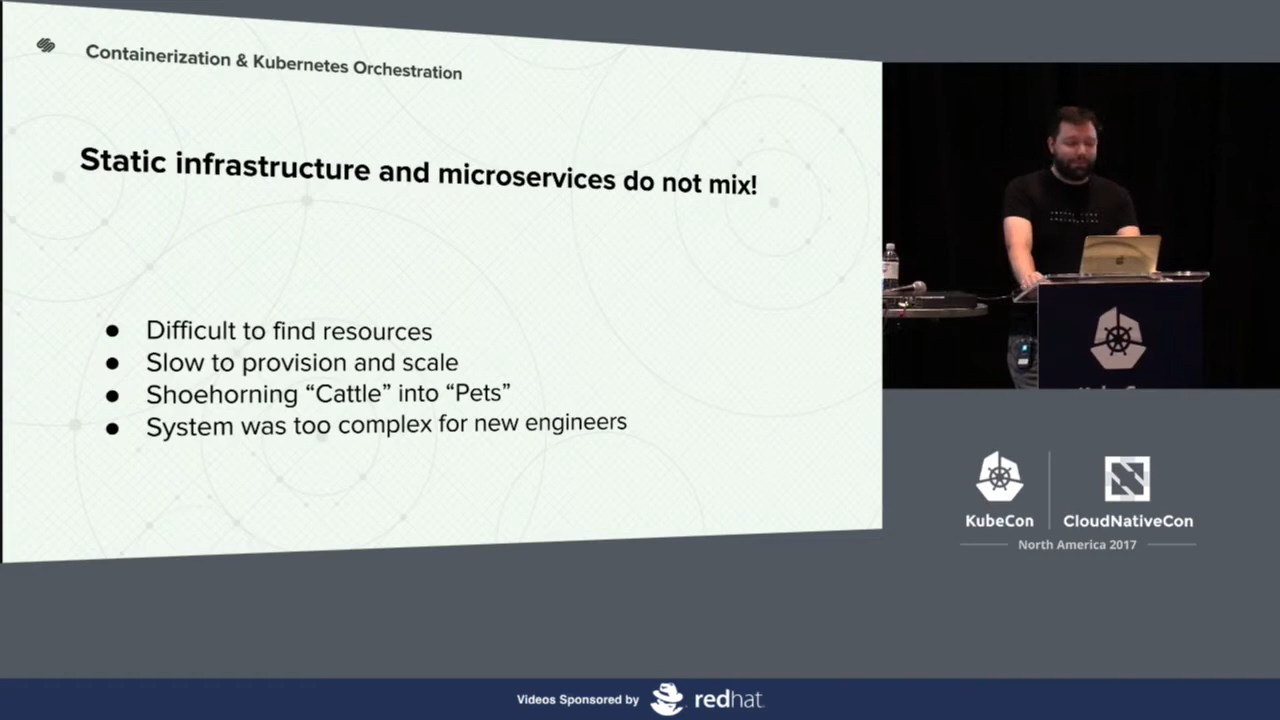 Containerization & Kubernetes Orchestration
Static infrastructure and microservices do not mix!
● Difficult to find resources
● Slow to provision and scale
● Shoehorning “Cattle” into “Pets”
● System was too complex for new engineers
KubeCon
CloudNativeCon
North America 2017
Videos Sponsored by
redhat